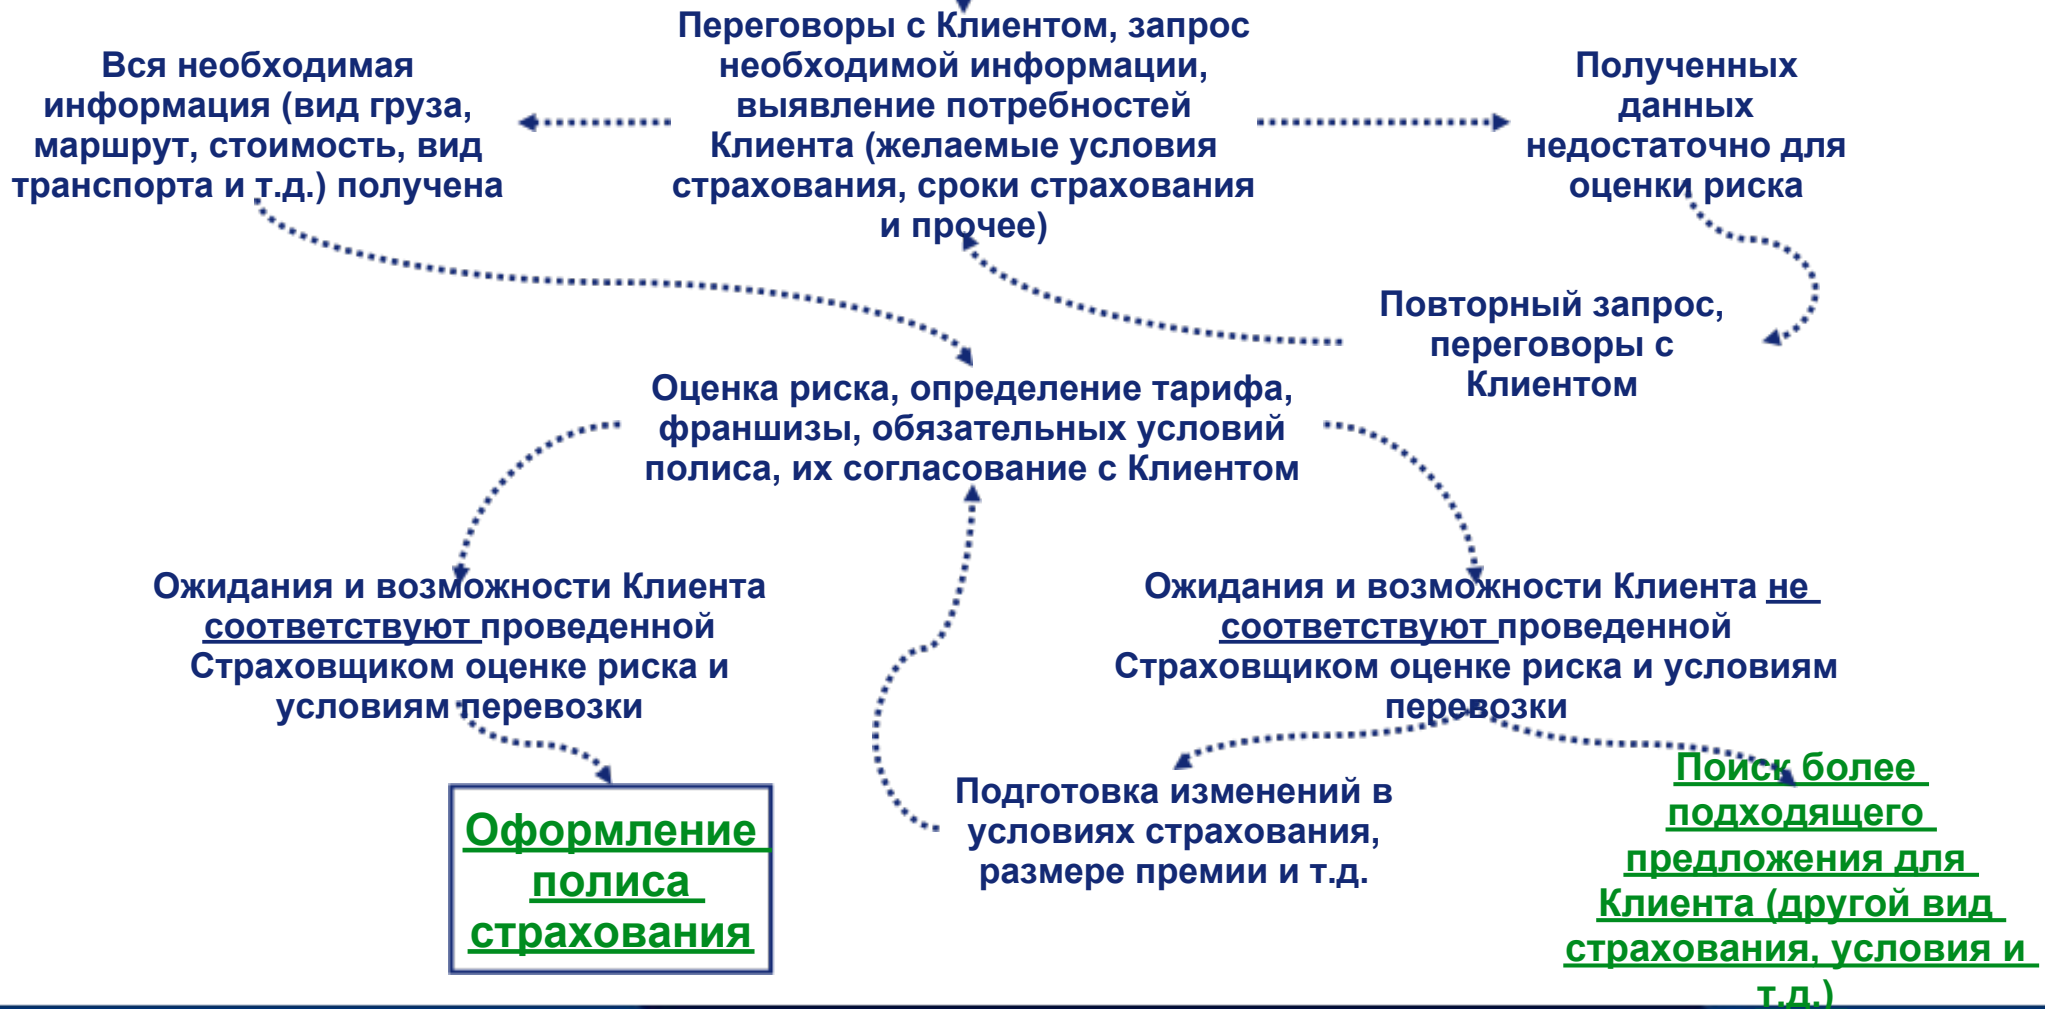 Переговоры с Клиентом, запрос
необходимой информации,
выявление потребностей
Клиента (желаемые условия
страхования, сроки страхования
и прочее)
Вся необходимая
информация (вид груза,
маршрут, стоимость, вид
транспорта и т.д.) получена
Полученных
данных
недостаточно для
оценки риска
Повторный запрос,
переговоры с
Клиентом
Оценка риска, определение тарифа,
франшизы, обязательных условий
полиса, их согласование с Клиентом
Ожидания и возможности Клиента
соответствуют проведенной
Страховщиком оценке риска и
условиям перевозки
Ожидания и возможности Клиента не
соответствуют проведенной
Страховщиком оценке риска и условиям
перевозки
Оформление
полиса
страхования
Подготовка изменений в
условиях страхования,
размере премии и т.д.
Поиск более
подходящего
предложения для
Клиента (другой вид
страхования, условия и
т.д.)